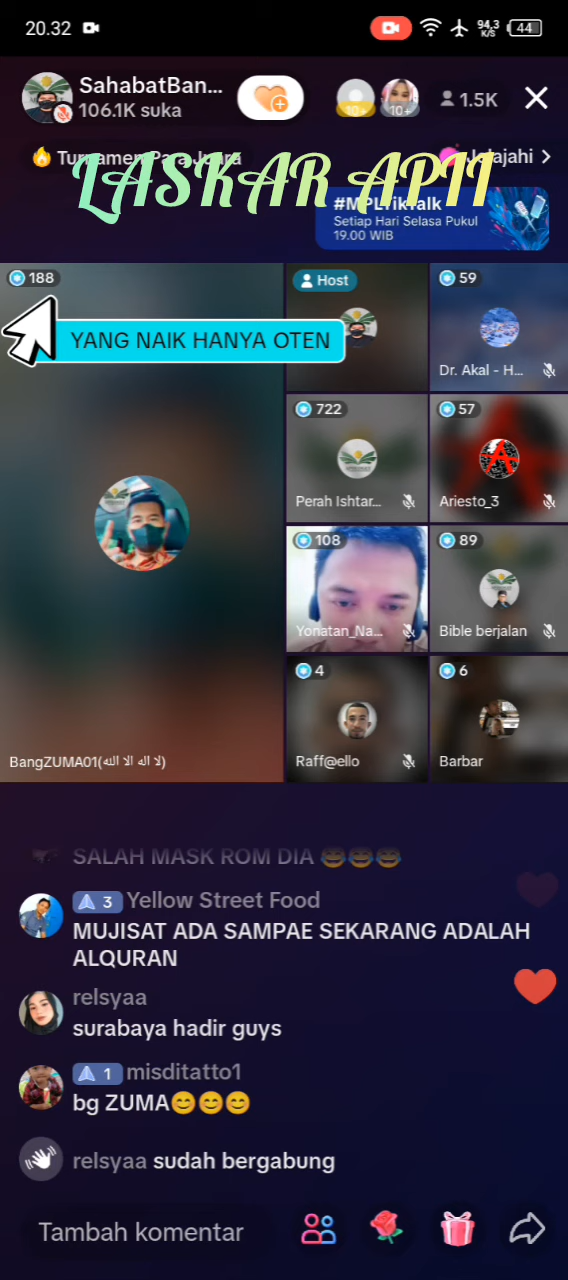 20.32
94,3
K/S
44
SahabatBan...
106.1K suka
10+
10+
1.5K
Turnamen Para Juara
Jelajahi >
LASKAR APII
#MPLTikTalk
Setiap Hari Selasa Pukul
19.00 WIB
188
Host
59
YANG NAIK HANYA OTEN
Dr. Akal - H...
722
57
Perah Ishtar...
Ariesto_3
108
89
Yonatan_Na...
Bible berjalan
4
6
BangZUMA01(لا اله الا الله)
Raff@ello
Barbar
SALAH MASK ROM DIA 😂😂😂
3 Yellow Street Food
MUJISAT ADA SAMPAE SEKARANG ADALAH
ALQURAN
relsyaa
surabaya hadir guys
1 misditatto1
bg ZUMA😊😊😊
relsyaa sudah bergabung
Tambah komentar